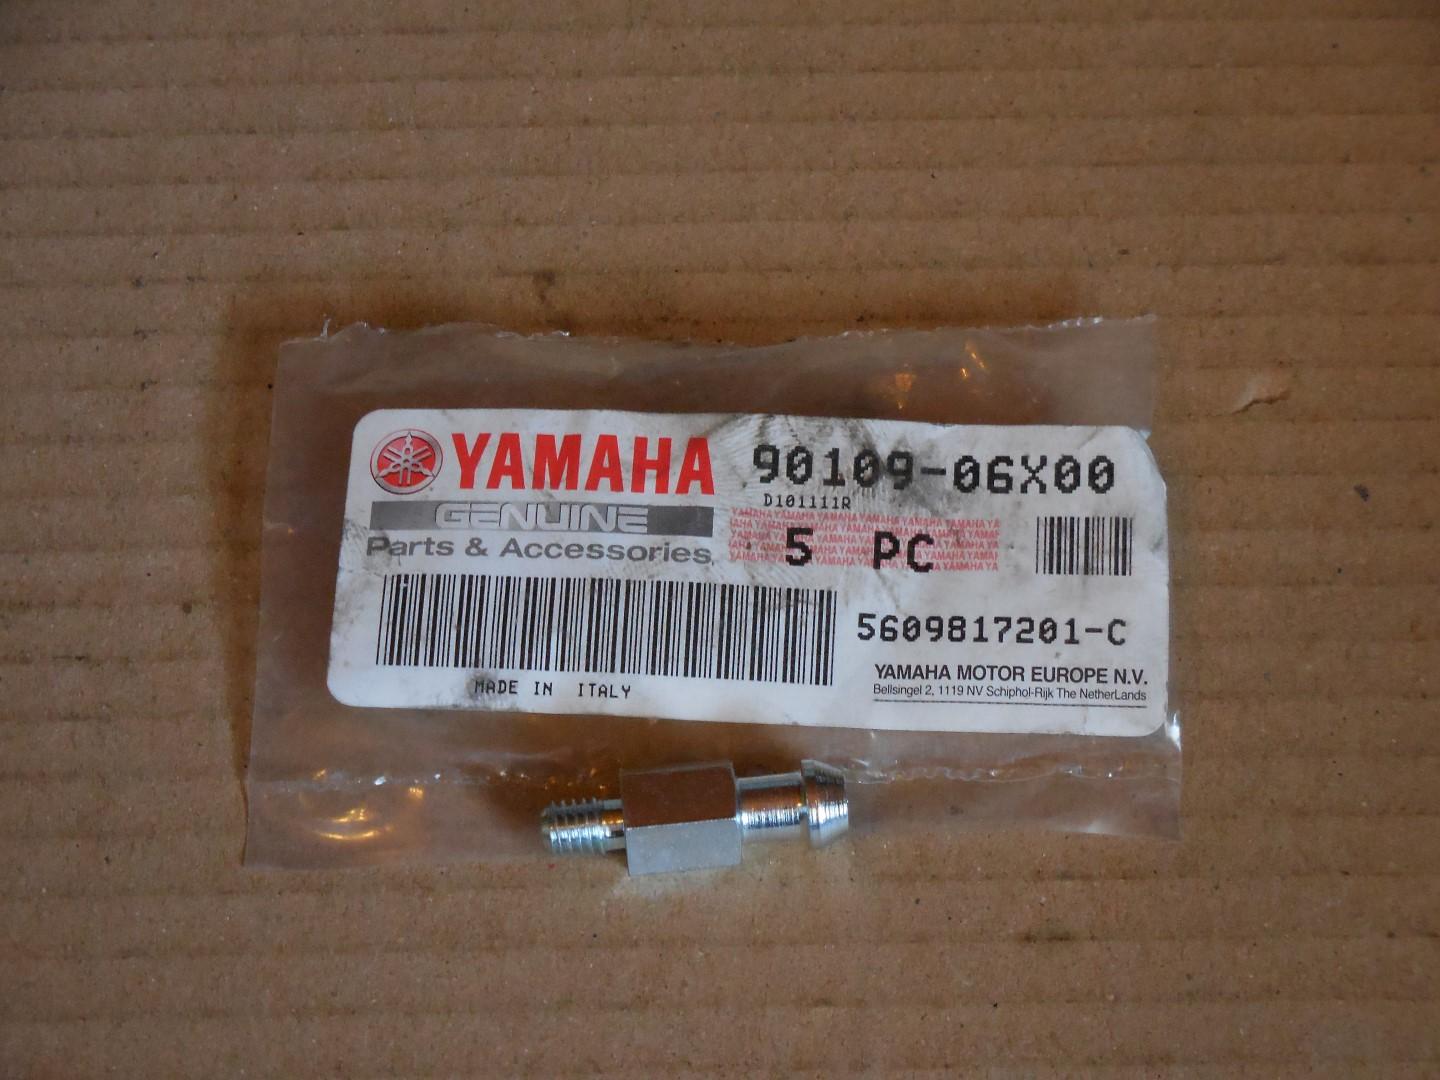 YAMAHA
GENUINE
Parts & Accessories
90109-06X00
D101111R
5 PC
5609817201-C
YAMAHA MOTOR EUROPE N.V.
Bellsingel 2, 1119 NV Schiphol-Rijk The NetherLands
MADE IN ITALY